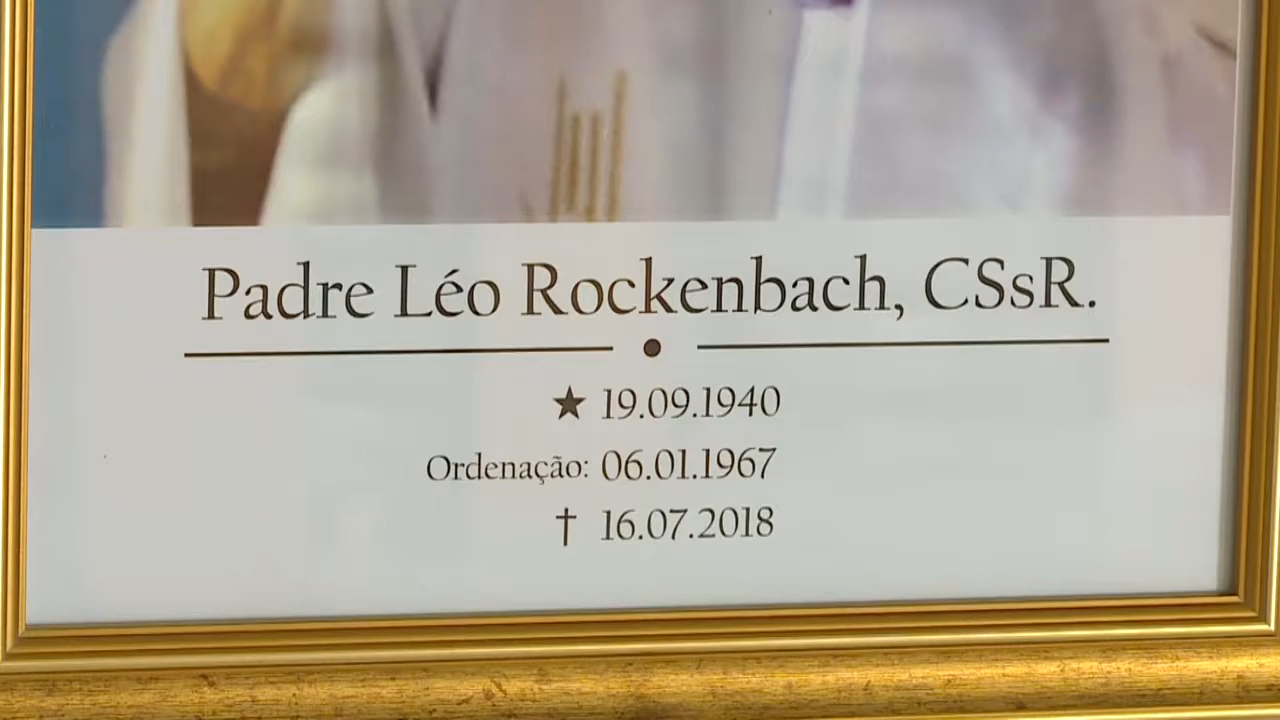 Padre Léo Rockenbach, CSsR.
★ 19.09.1940
Ordenação: 06.01.1967
† 16.07.2018